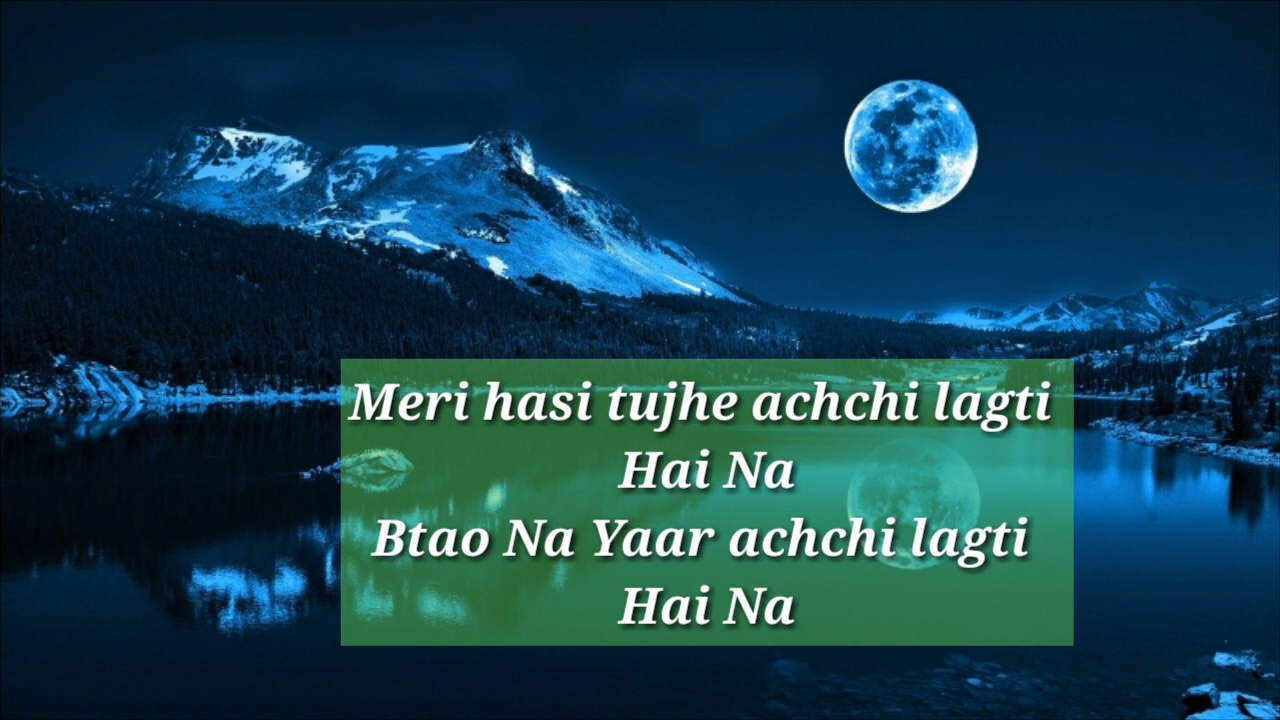 Meri hasi tujhe achchi lagti
Hai Na
Btao Na Yaar achchi lagti
Hai Na